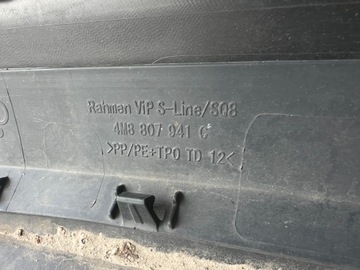 Rahmen ViP S-Line/SQ8
4M8 807 941 G
>PP/PE+TPO TD 12<